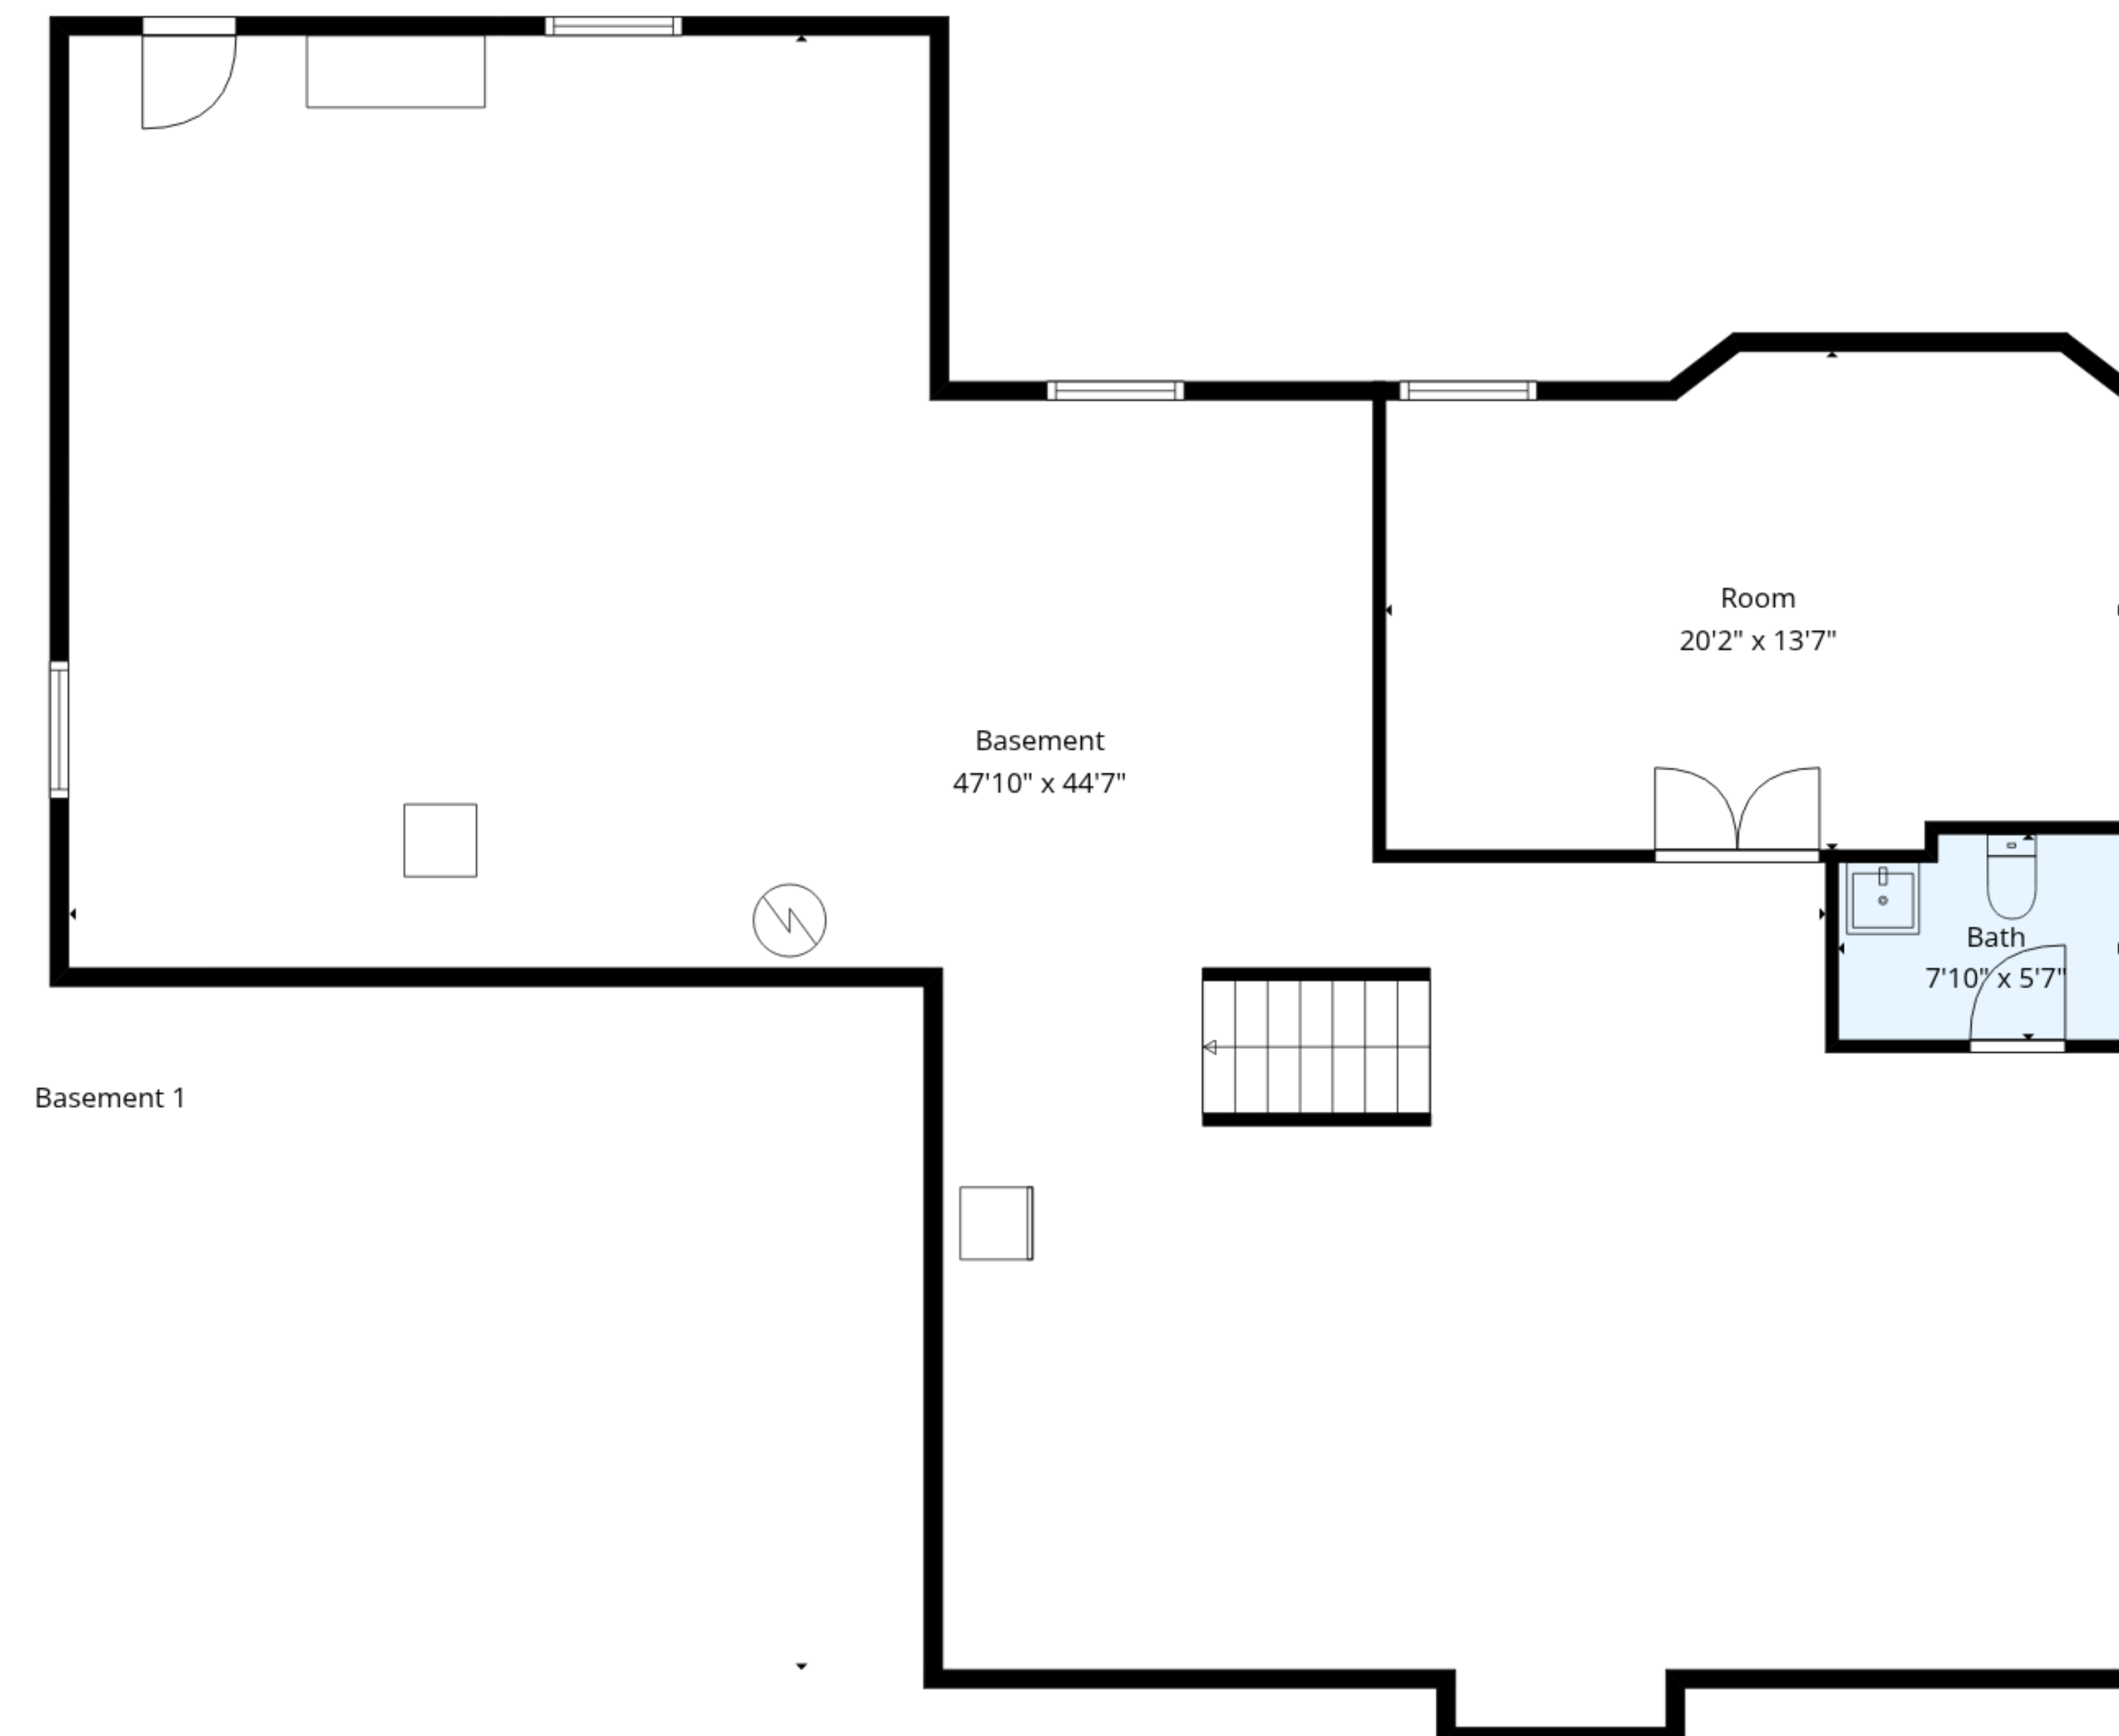 Room
20'2" x 13'7"
Basement
47'10" x 44'7"
Bath
7'10" x 5'7"
Basement 1